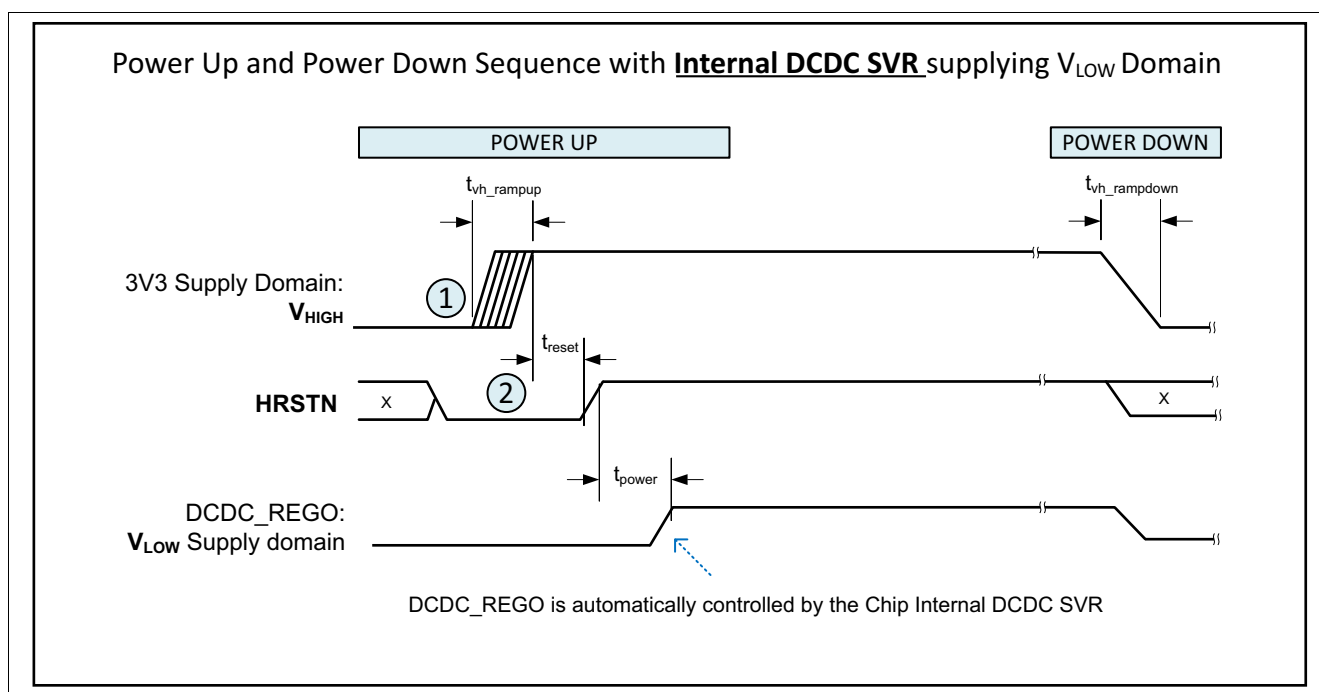 Power Up and Power Down Sequence with Internal DCDC SVR supplying VLOW Domain
POWER UP
POWER DOWN
tvh_rampup
tvh_rampdown
3V3 Supply Domain:
VHIGH
1
treset
HRSTN
X
2
X
tpower
DCDC_REGO:
VLOW Supply domain
DCDC_REGO is automatically controlled by the Chip Internal DCDC SVR